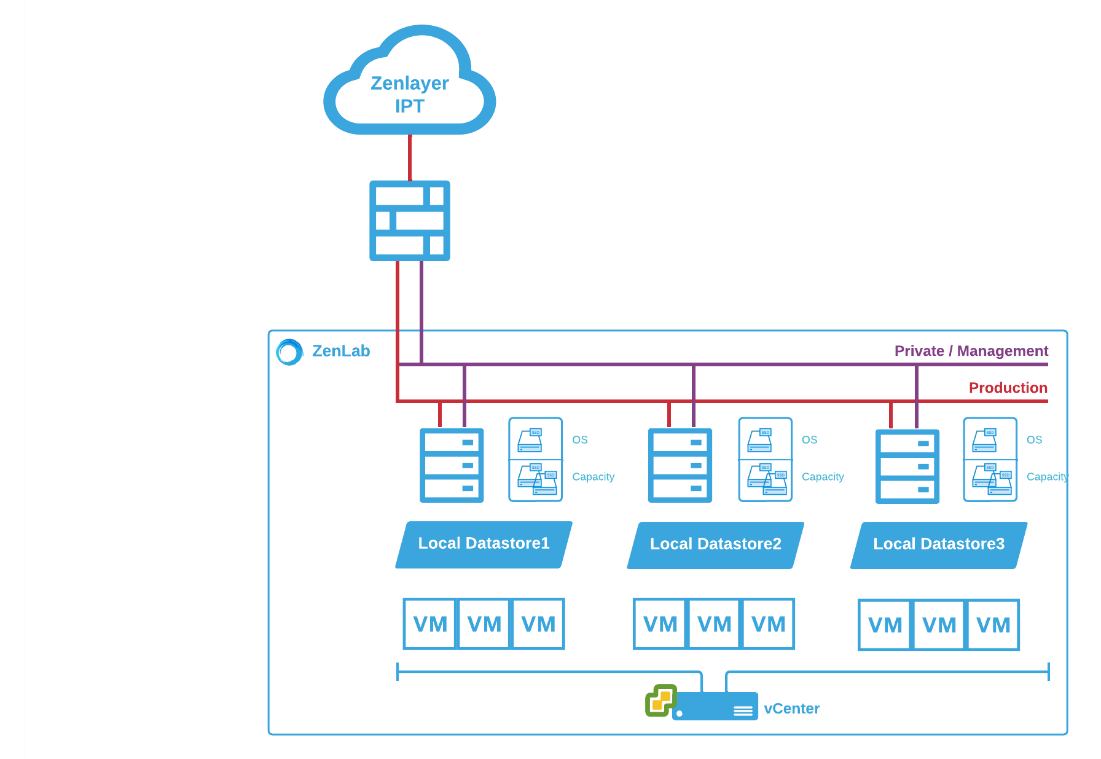 Zenlayer
IPT
ZenLab
Private / Management
Production
OS
Capacity
OS
Capacity
OS
Capacity
Local Datastore1
Local Datastore2
Local Datastore3
VM VM VM
VM VM VM
VM VM VM
vCenter